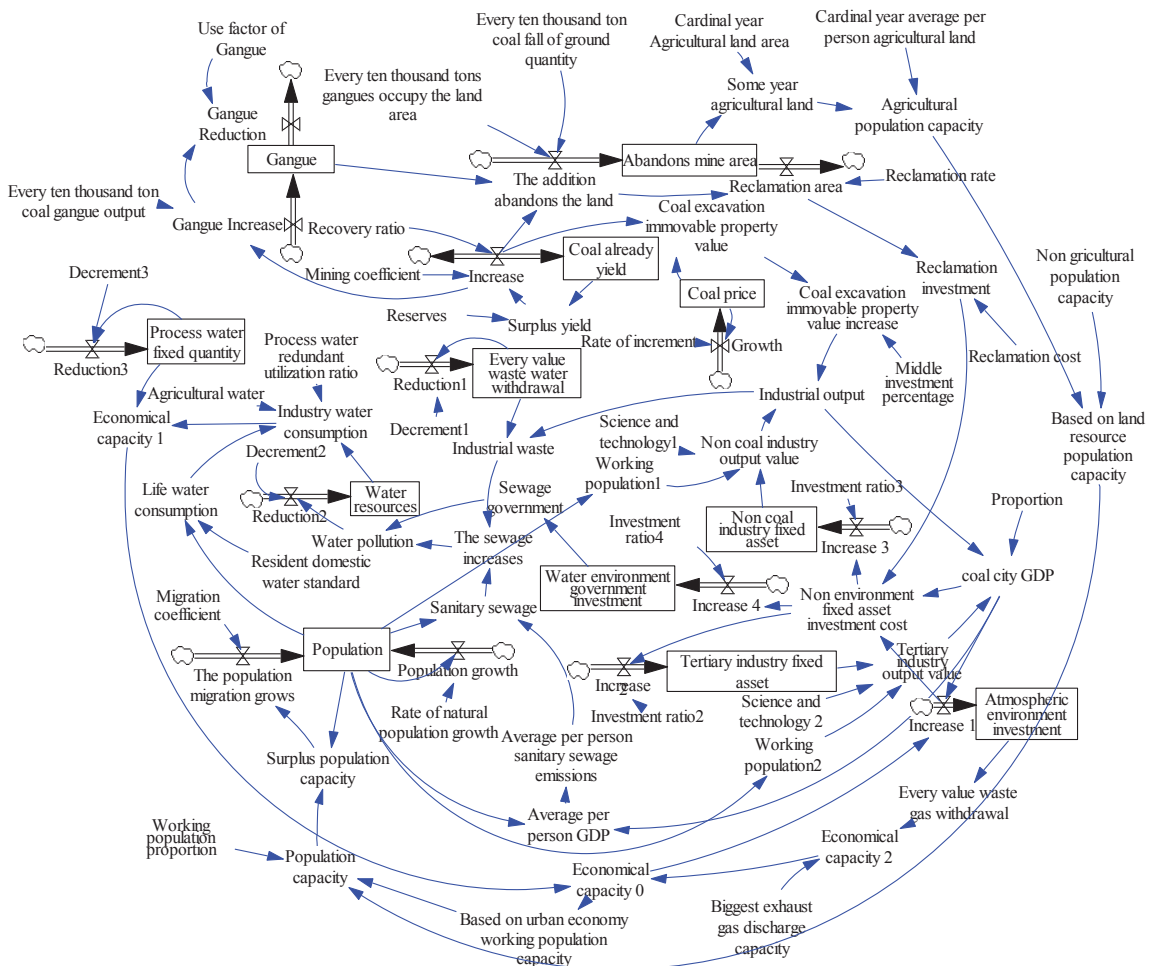 Use factor of
Gangue
Every ten thousand ton
coal fall of ground
quantity
Cardinal year
Agricultural land area
Cardinal year average per
person agricultural land
Every ten thousand tons
gangues occupy the land
area
Some year
agricultural land
Agricultural
population capacity
Gangue
Reduction
Gangue
Abandons mine area
The addition
abandons the land
Reclamation area
Reclamation rate
Every ten thousand ton
coal gangue output
Gangue Increase
Recovery ratio
Coal excavation
immovable property
value
Coal already
yield
Mining coefficient
Increase
Decrement3
Coal price
Coal excavation
immovable property
value increase
Reclamation
investment
Non gricultural
population
capacity
Reserves
Surplus yield
Process water
fixed quantity
Reduction3
Process water
redundant
utilization ratio
Rate of increment
Growth
Reclamation cost
Every value
waste water
withdrawal
Reduction1
Middle
investment
percentage
Agricultural water
Economical
capacity 1
Industry water
consumption
Decrement1
Industrial output
Science and
technology1
Non coal industry
output value
Based on land
resource
population
capacity
Industrial waste
Decrement2
Working
population1
Life water
consumption
Water
resources
Reduction2
Sewage
government
Investment
ratio3
Proportion
Non coal
industry fixed
asset
Increase 3
Water pollution
The sewage
increases
Investment
ratio4
Resident domestic
water standard
Water environment
government
investment
Increase 4
coal city GDP
Non environment
fixed asset
investment cost
Migration
coefficient
Sanitary sewage
Population
Population growth
The population
migration grows
Tertiary industry fixed
asset
Increase
2
Tertiary
industry
output value
Rate of natural
population growth
Investment ratio2
Science and
technology 2
Increase 1
Atmospheric
environment
investment
Average per person
sanitary sewage
emissions
Working
population2
Surplus population
capacity
Every value waste
gas withdrawal
Average per
person GDP
Working
population
proportion
Population
capacity
Economical
capacity 2
Economical
capacity 0
Based on urban economy
working population
capacity
Biggest exhaust
gas discharge
capacity